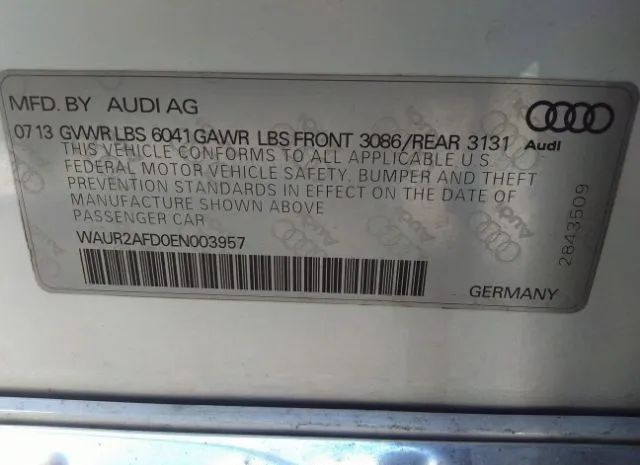 MFD. BY AUDI AG
07 13 GVWR LBS 6041 GAWR LBS FRONT 3086/REAR 3131
Audi
THIS VEHICLE CONFORMS TO ALL APPLICABLE U S
FEDERAL MOTOR VEHICLE SAFETY, BUMPER AND THEFT
PREVENTION STANDARDS IN EFFECT ON THE DATE OF
MANUFACTURE SHOWN ABOVE
PASSENGER CAR
WAUR2AFD0EN003957
GERMANY
2843509
Audi
Audi